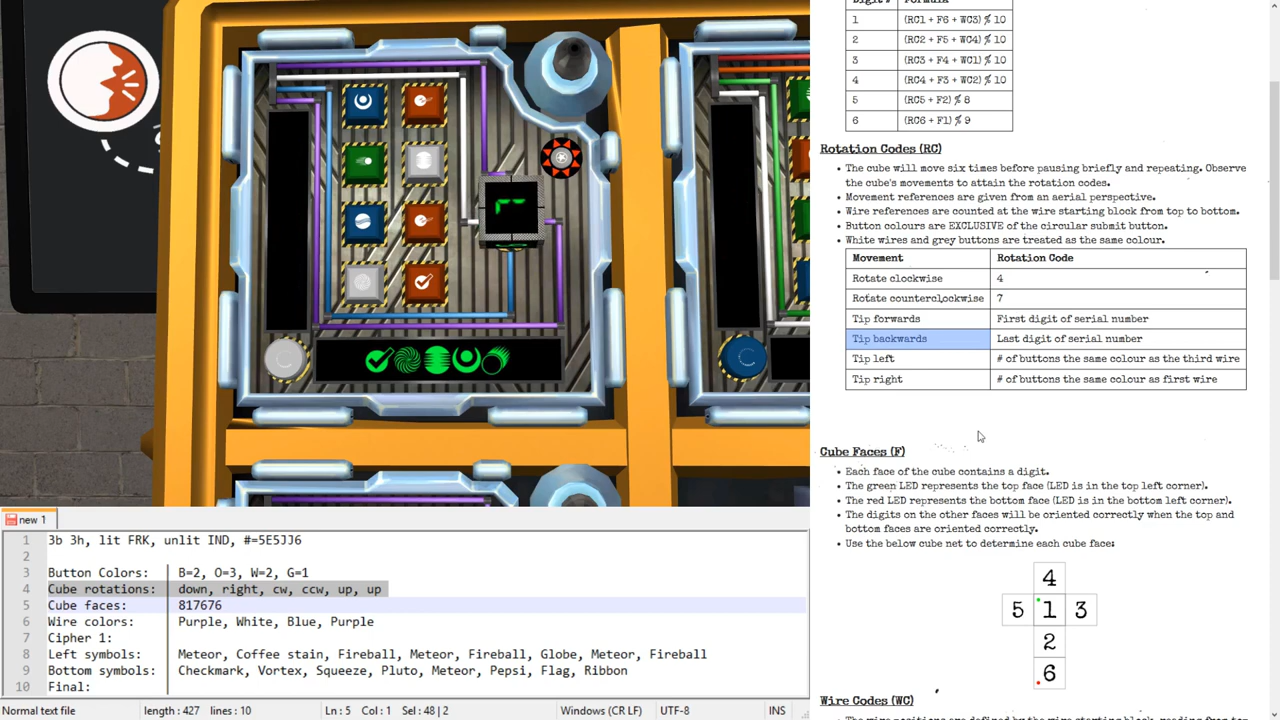 Digit # Formula
1 (RC1 + F6 + WC3) % 10
2 (RC2 + F5 + WC4) % 10
3 (RC3 + F4 + WC1) % 10
4 (RC4 + F3 + WC2) % 10
5 (RC5 + F2) % 8
6 (RC6 + F1) % 9
Rotation Codes (RC)
The cube will move six times before pausing briefly and repeating. Observe
the cube's movements to attain the rotation codes.
Movement references are given from an aerial perspective.
Wire references are counted at the wire starting block from top to bottom.
Button colours are EXCLUSIVE of the circular submit button.
White wires and grey buttons are treated as the same colour.
Movement Rotation Code
Rotate clockwise 4
Rotate counterclockwise 7
Tip forwards First digit of serial number
Tip backwards Last digit of serial number
Tip left # of buttons the same colour as the third wire
Tip right # of buttons the same colour as first wire
Cube Faces (F)
Each face of the cube contains a digit.
The green LED represents the top face (LED is in the top left corner).
The red LED represents the bottom face (LED is in the bottom left corner).
The digits on the other faces will be oriented correctly when the top and
bottom faces are oriented correctly.
Use the below cube net to determine each cube face:
4
5 1 3
2
6
Wire Codes (WC)
new 1
1 3b 3h, lit FRK, unlit IND, #=5E5JJ6
2
3 Button Colors: B=2, O=3, W=2, G=1
4 Cube rotations: down, right, cw, ccw, up, up
5 Cube faces: 817676
6 Wire colors: Purple, White, Blue, Purple
7 Cipher 1:
8 Left symbols: Meteor, Coffee stain, Fireball, Meteor, Fireball, Globe, Meteor, Fireball
9 Bottom symbols: Checkmark, Vortex, Squeeze, Pluto, Meteor, Pepsi, Flag, Ribbon
10 Final:
Normal text file length : 427 lines : 10 Ln : 5 Col : 1 Sel : 48 | 2 Windows (CR LF) UTF-8 INS